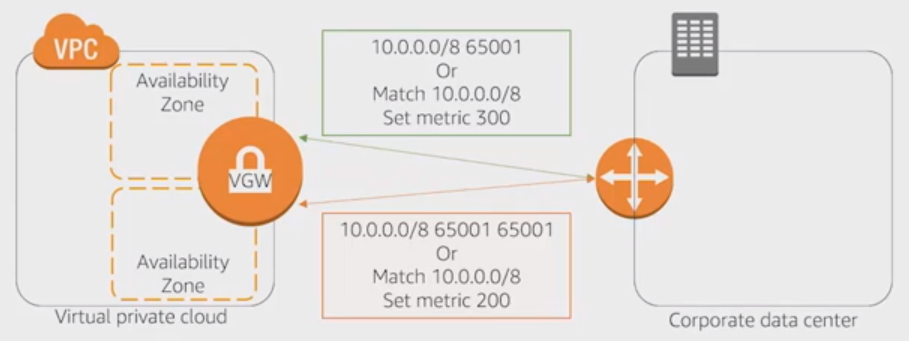 VPC
Availability
Zone
VGW
Availability
Zone
Virtual private cloud
10.0.0.0/8 65001
Or
Match 10.0.0.0/8
Set metric 300
10.0.0.0/8 65001 65001
Or
Match 10.0.0.0/8
Set metric 200
Corporate data center